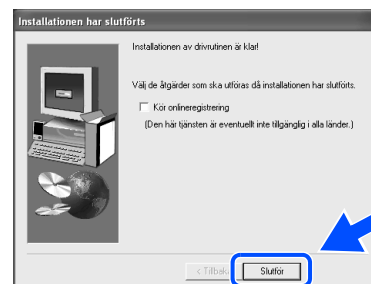 Installationen har slutförts
Installationen av drivrutinen är klar!
Välj de åtgärder som ska utföras då installationen har slutförts.
Kör onlineregistrering
(Den här tjänsten är eventuellt inte tillgänglig i alla länder.)
< Tillbaka
Slutför